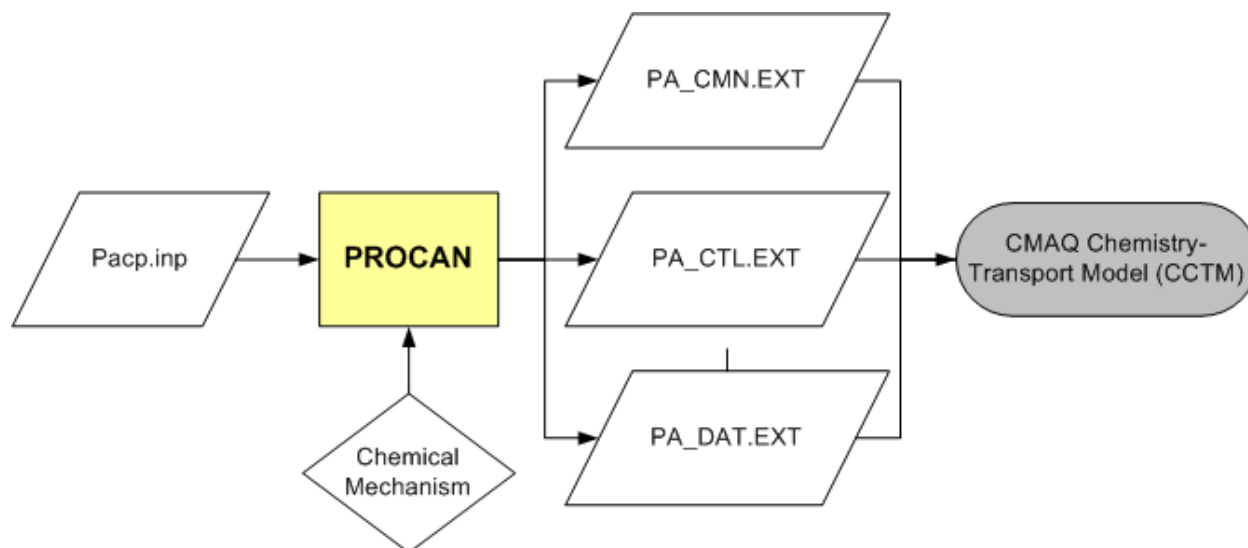 PA_CMN.EXT
Pacp.inp
PROCAN
PA_CTL.EXT
CMAQ Chemistry-
Transport Model (CCTM)
Chemical
Mechanism
PA_DAT.EXT